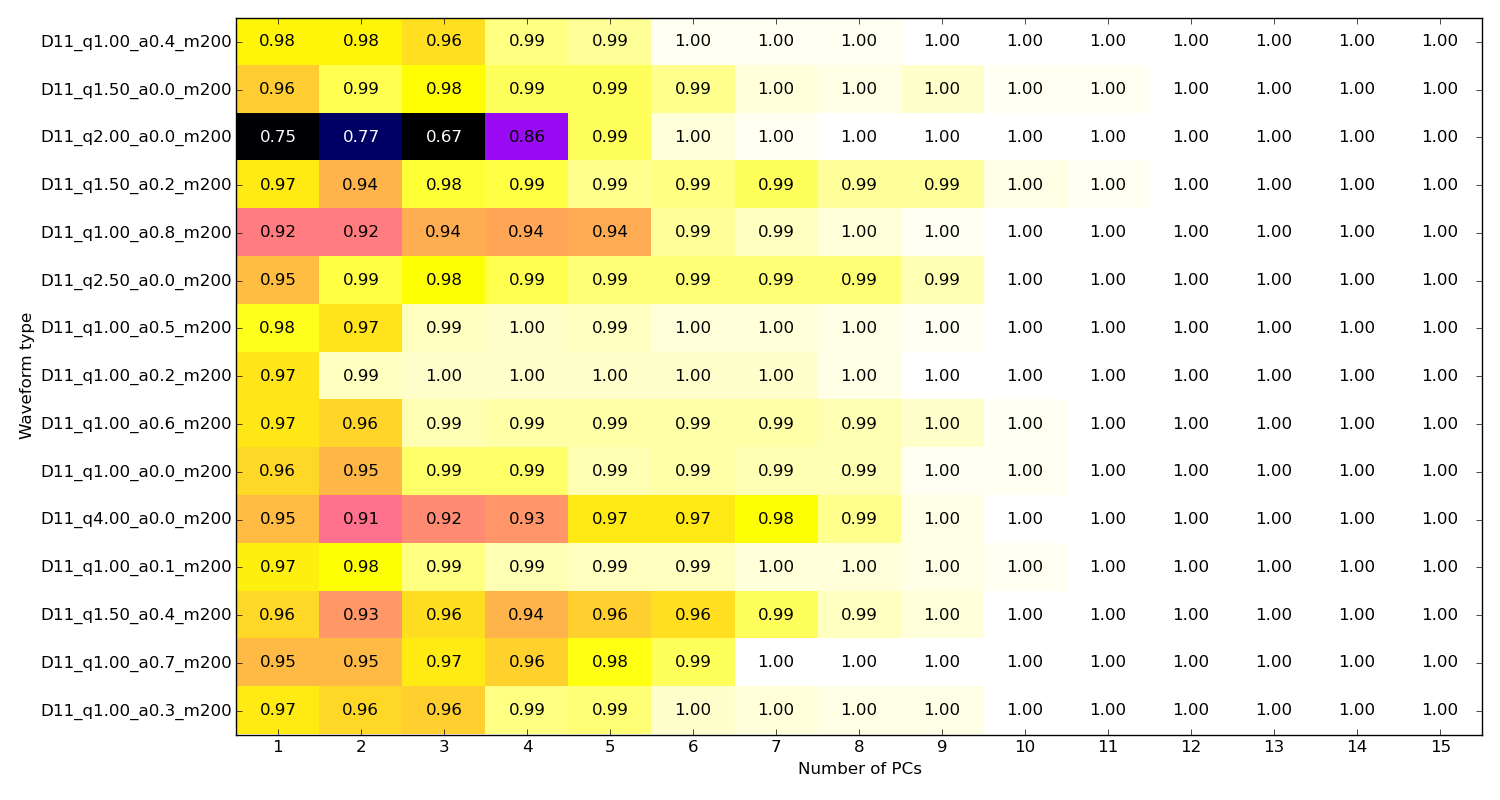 D11_q1.00_a0.4_m200 0.98 0.98 0.96 0.99 0.99 1.00 1.00 1.00 1.00 1.00 1.00 1.00 1.00 1.00 1.00
D11_q1.50_a0.0_m200 0.96 0.99 0.98 0.99 0.99 0.99 1.00 1.00 1.00 1.00 1.00 1.00 1.00 1.00 1.00
D11_q2.00_a0.0_m200 0.75 0.77 0.67 0.86 0.99 1.00 1.00 1.00 1.00 1.00 1.00 1.00 1.00 1.00 1.00
D11_q1.50_a0.2_m200 0.97 0.94 0.98 0.99 0.99 0.99 0.99 0.99 0.99 1.00 1.00 1.00 1.00 1.00 1.00
D11_q1.00_a0.8_m200 0.92 0.92 0.94 0.94 0.94 0.99 0.99 1.00 1.00 1.00 1.00 1.00 1.00 1.00 1.00
D11_q2.50_a0.0_m200 0.95 0.99 0.98 0.99 0.99 0.99 0.99 0.99 0.99 1.00 1.00 1.00 1.00 1.00 1.00
D11_q1.00_a0.5_m200 0.98 0.97 0.99 1.00 0.99 1.00 1.00 1.00 1.00 1.00 1.00 1.00 1.00 1.00 1.00
D11_q1.00_a0.2_m200 0.97 0.99 1.00 1.00 1.00 1.00 1.00 1.00 1.00 1.00 1.00 1.00 1.00 1.00 1.00
D11_q1.00_a0.6_m200 0.97 0.96 0.99 0.99 0.99 0.99 0.99 0.99 1.00 1.00 1.00 1.00 1.00 1.00 1.00
D11_q1.00_a0.0_m200 0.96 0.95 0.99 0.99 0.99 0.99 0.99 0.99 1.00 1.00 1.00 1.00 1.00 1.00 1.00
D11_q4.00_a0.0_m200 0.95 0.91 0.92 0.93 0.97 0.97 0.98 0.99 1.00 1.00 1.00 1.00 1.00 1.00 1.00
D11_q1.00_a0.1_m200 0.97 0.98 0.99 0.99 0.99 0.99 1.00 1.00 1.00 1.00 1.00 1.00 1.00 1.00 1.00
D11_q1.50_a0.4_m200 0.96 0.93 0.96 0.94 0.96 0.96 0.99 0.99 1.00 1.00 1.00 1.00 1.00 1.00 1.00
D11_q1.00_a0.7_m200 0.95 0.95 0.97 0.96 0.98 0.99 1.00 1.00 1.00 1.00 1.00 1.00 1.00 1.00 1.00
D11_q1.00_a0.3_m200 0.97 0.96 0.96 0.99 0.99 1.00 1.00 1.00 1.00 1.00 1.00 1.00 1.00 1.00 1.00
1 2 3 4 5 6 7 8 9 10 11 12 13 14 15
Number of PCs
Waveform type